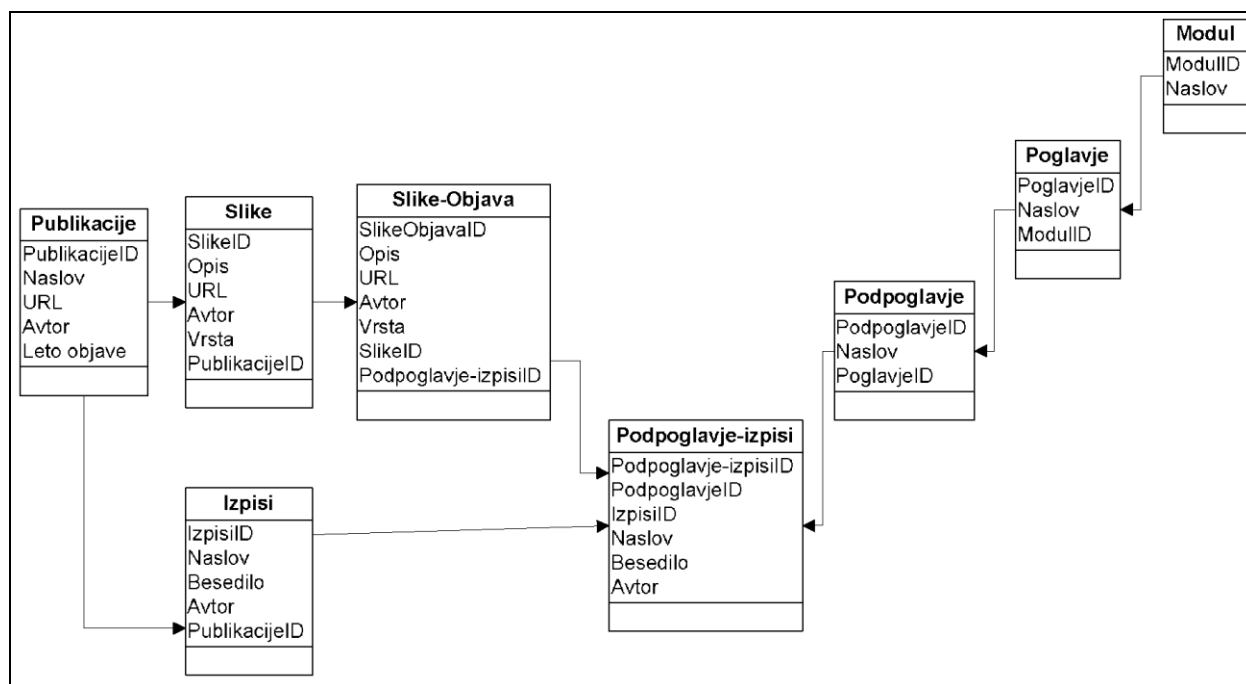 Modul
ModulID
Naslov
Poglavje
PoglavjeID
Naslov
ModulID
Publikacije
PublikacijeID
Naslov
URL
Avtor
Leto objave
Slike
SlikeID
Opis
URL
Avtor
Vrsta
PublikacijeID
Slike-Objava
SlikeObjavaID
Opis
URL
Avtor
Vrsta
SlikeID
Podpoglavje-izpisiID
Podpoglavje
PodpoglavjeID
Naslov
PoglavjeID
Podpoglavje-izpisi
Podpoglavje-izpisiID
PodpoglavjeID
IzpisiID
Naslov
Besedilo
Avtor
Izpisi
IzpisiID
Naslov
Besedilo
Avtor
PublikacijeID